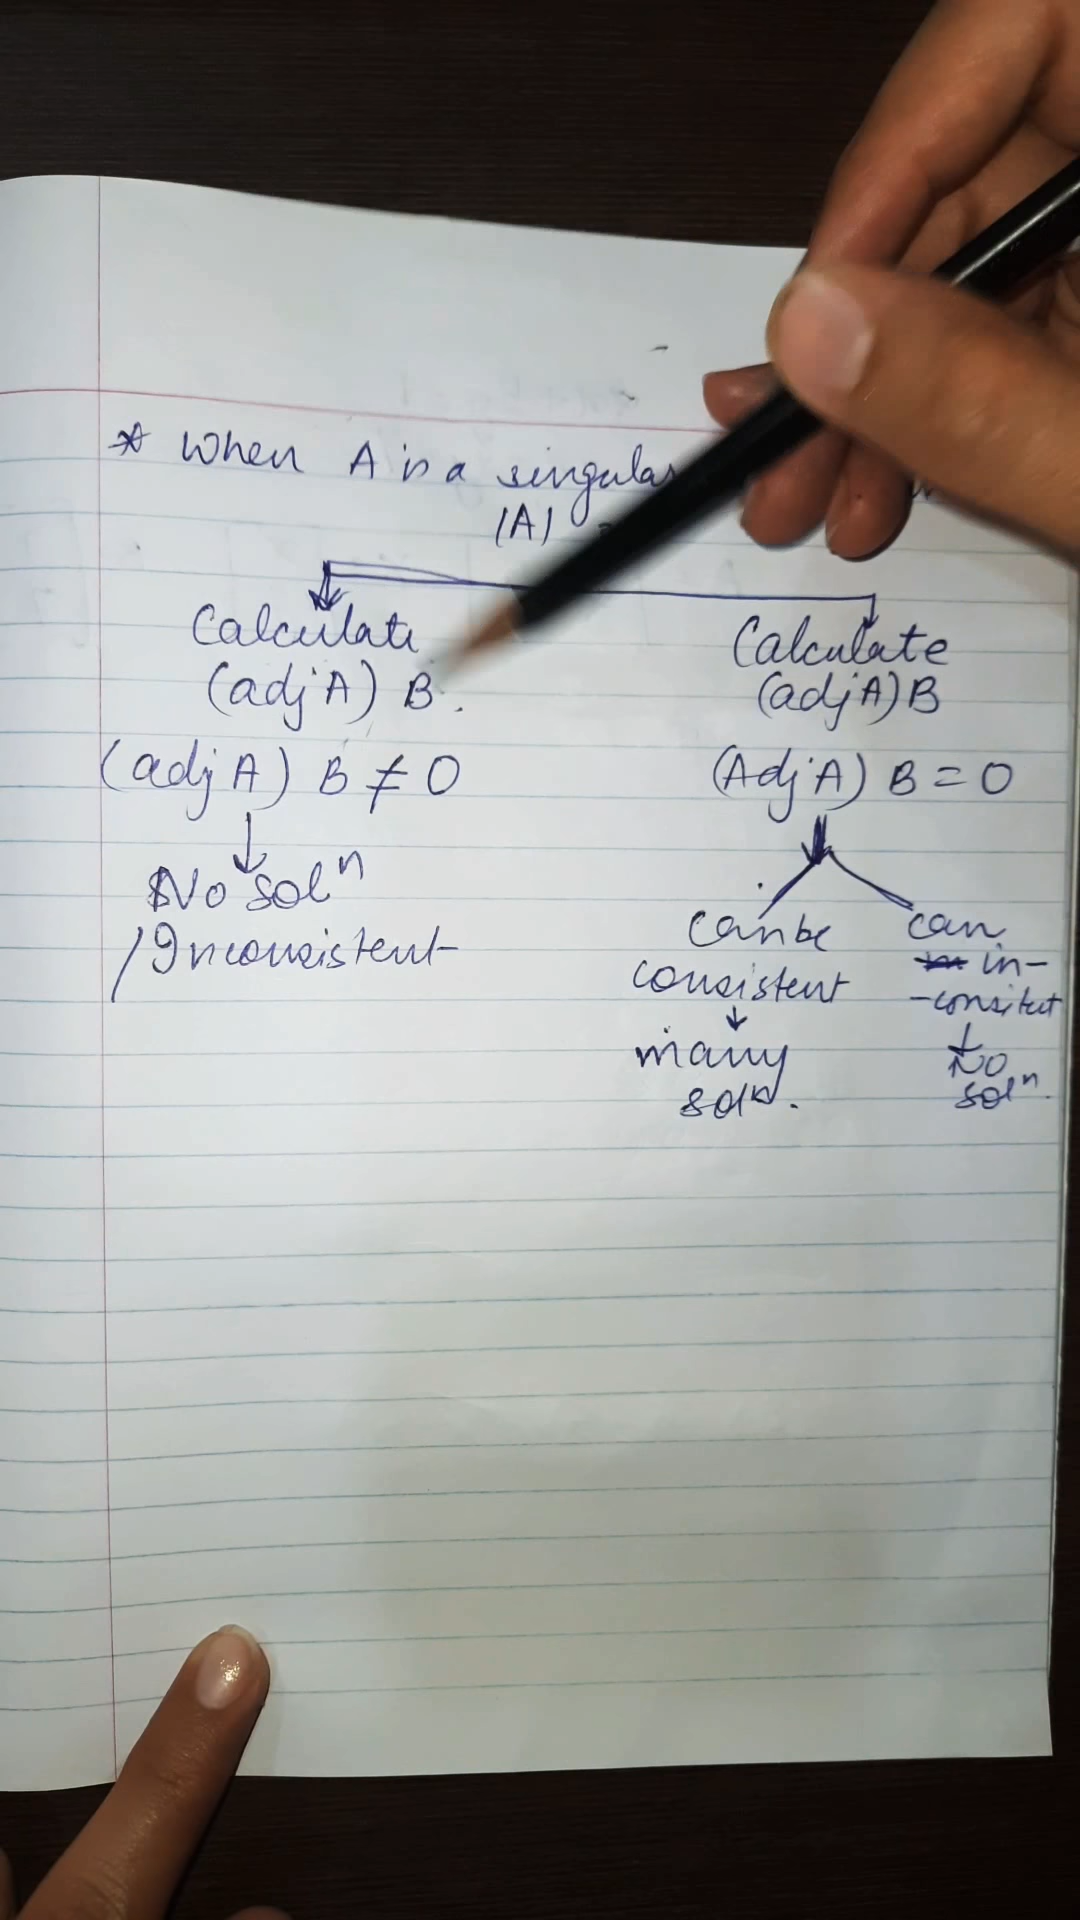 * When A is a singular
|A| =
Calculate
(adj A) B.
(adj A) B ≠ 0
No solⁿ
/Inconsistent
Calculate
(adj A) B
(Adj A) B = 0
can be
consistent
many
solⁿ.
can
in-
-consitent
No
solⁿ.